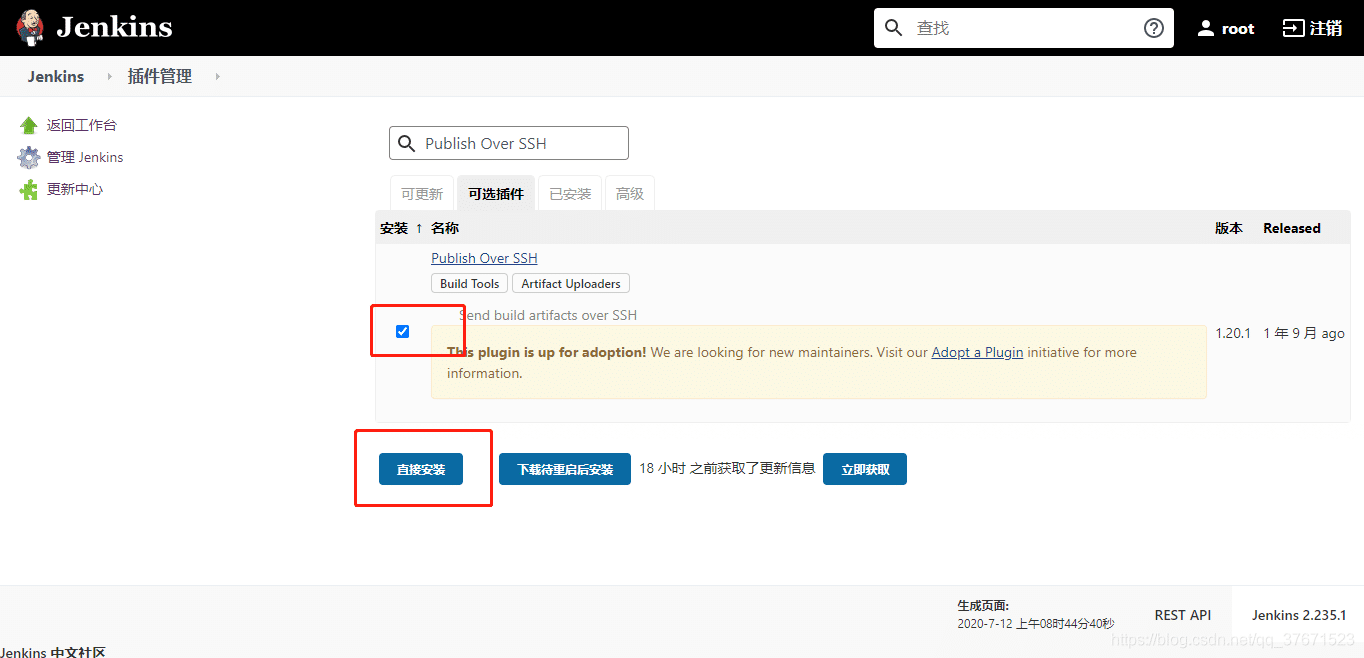 Jenkins
查找
root
注销
Jenkins
插件管理
返回工作台
管理 Jenkins
更新中心
Publish Over SSH
可更新
可选插件
已安装
高级
安装 ↑ 名称
版本
Released
Publish Over SSH
Build Tools
Artifact Uploaders
Send build artifacts over SSH
This plugin is up for adoption! We are looking for new maintainers. Visit our Adopt a Plugin initiative for more
information.
1.20.1
1 年 9 月 ago
直接安装
下载待重启后安装
18 小时 之前获取了更新信息
立即获取
生成页面:
2020-7-12 上午08时44分40秒
REST API
Jenkins 2.235.1
https://blog.csdn.net/qq_37671523
Jenkins 中文社区